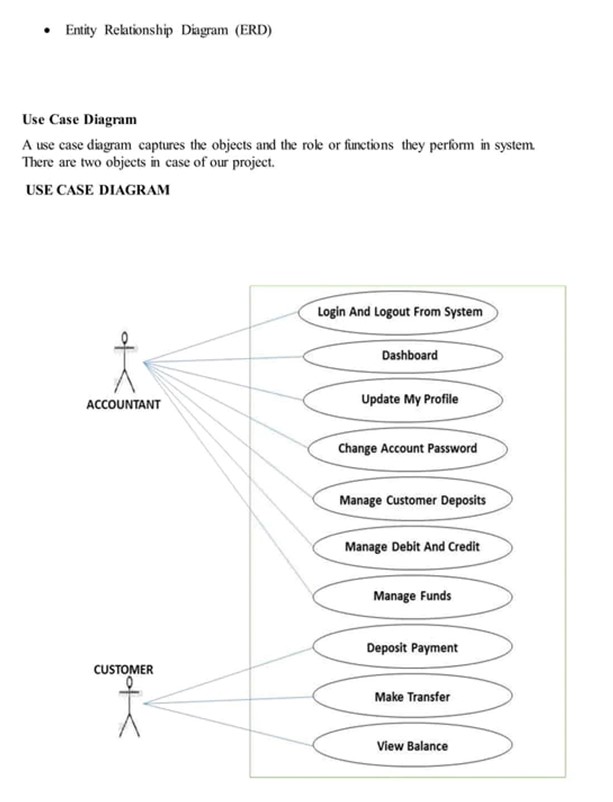 • Entity Relationship Diagram (ERD)
Use Case Diagram
A use case diagram captures the objects and the role or functions they perform in system.
There are two objects in case of our project.
USE CASE DIAGRAM
Login And Logout From System
Dashboard
ACCOUNTANT
Update My Profile
Change Account Password
Manage Customer Deposits
Manage Debit And Credit
Manage Funds
Deposit Payment
CUSTOMER
Make Transfer
View Balance